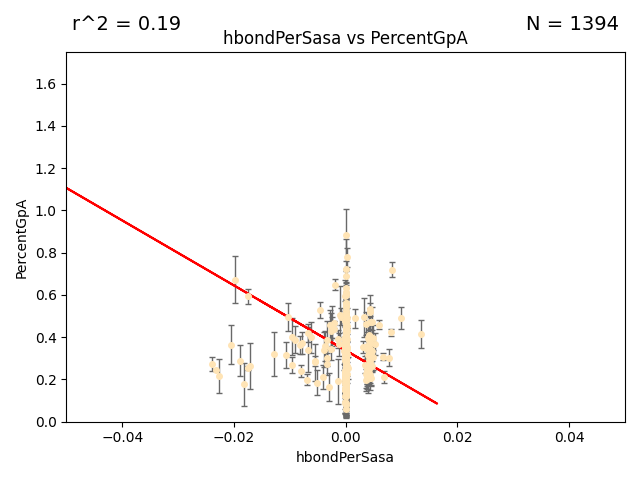 r^2 = 0.19
N = 1394
hbondPerSasa vs PercentGpA
PercentGpA
1.6
1.4
1.2
1.0
0.8
0.6
0.4
0.2
0.0
−0.04
−0.02
0.00
0.02
0.04
hbondPerSasa